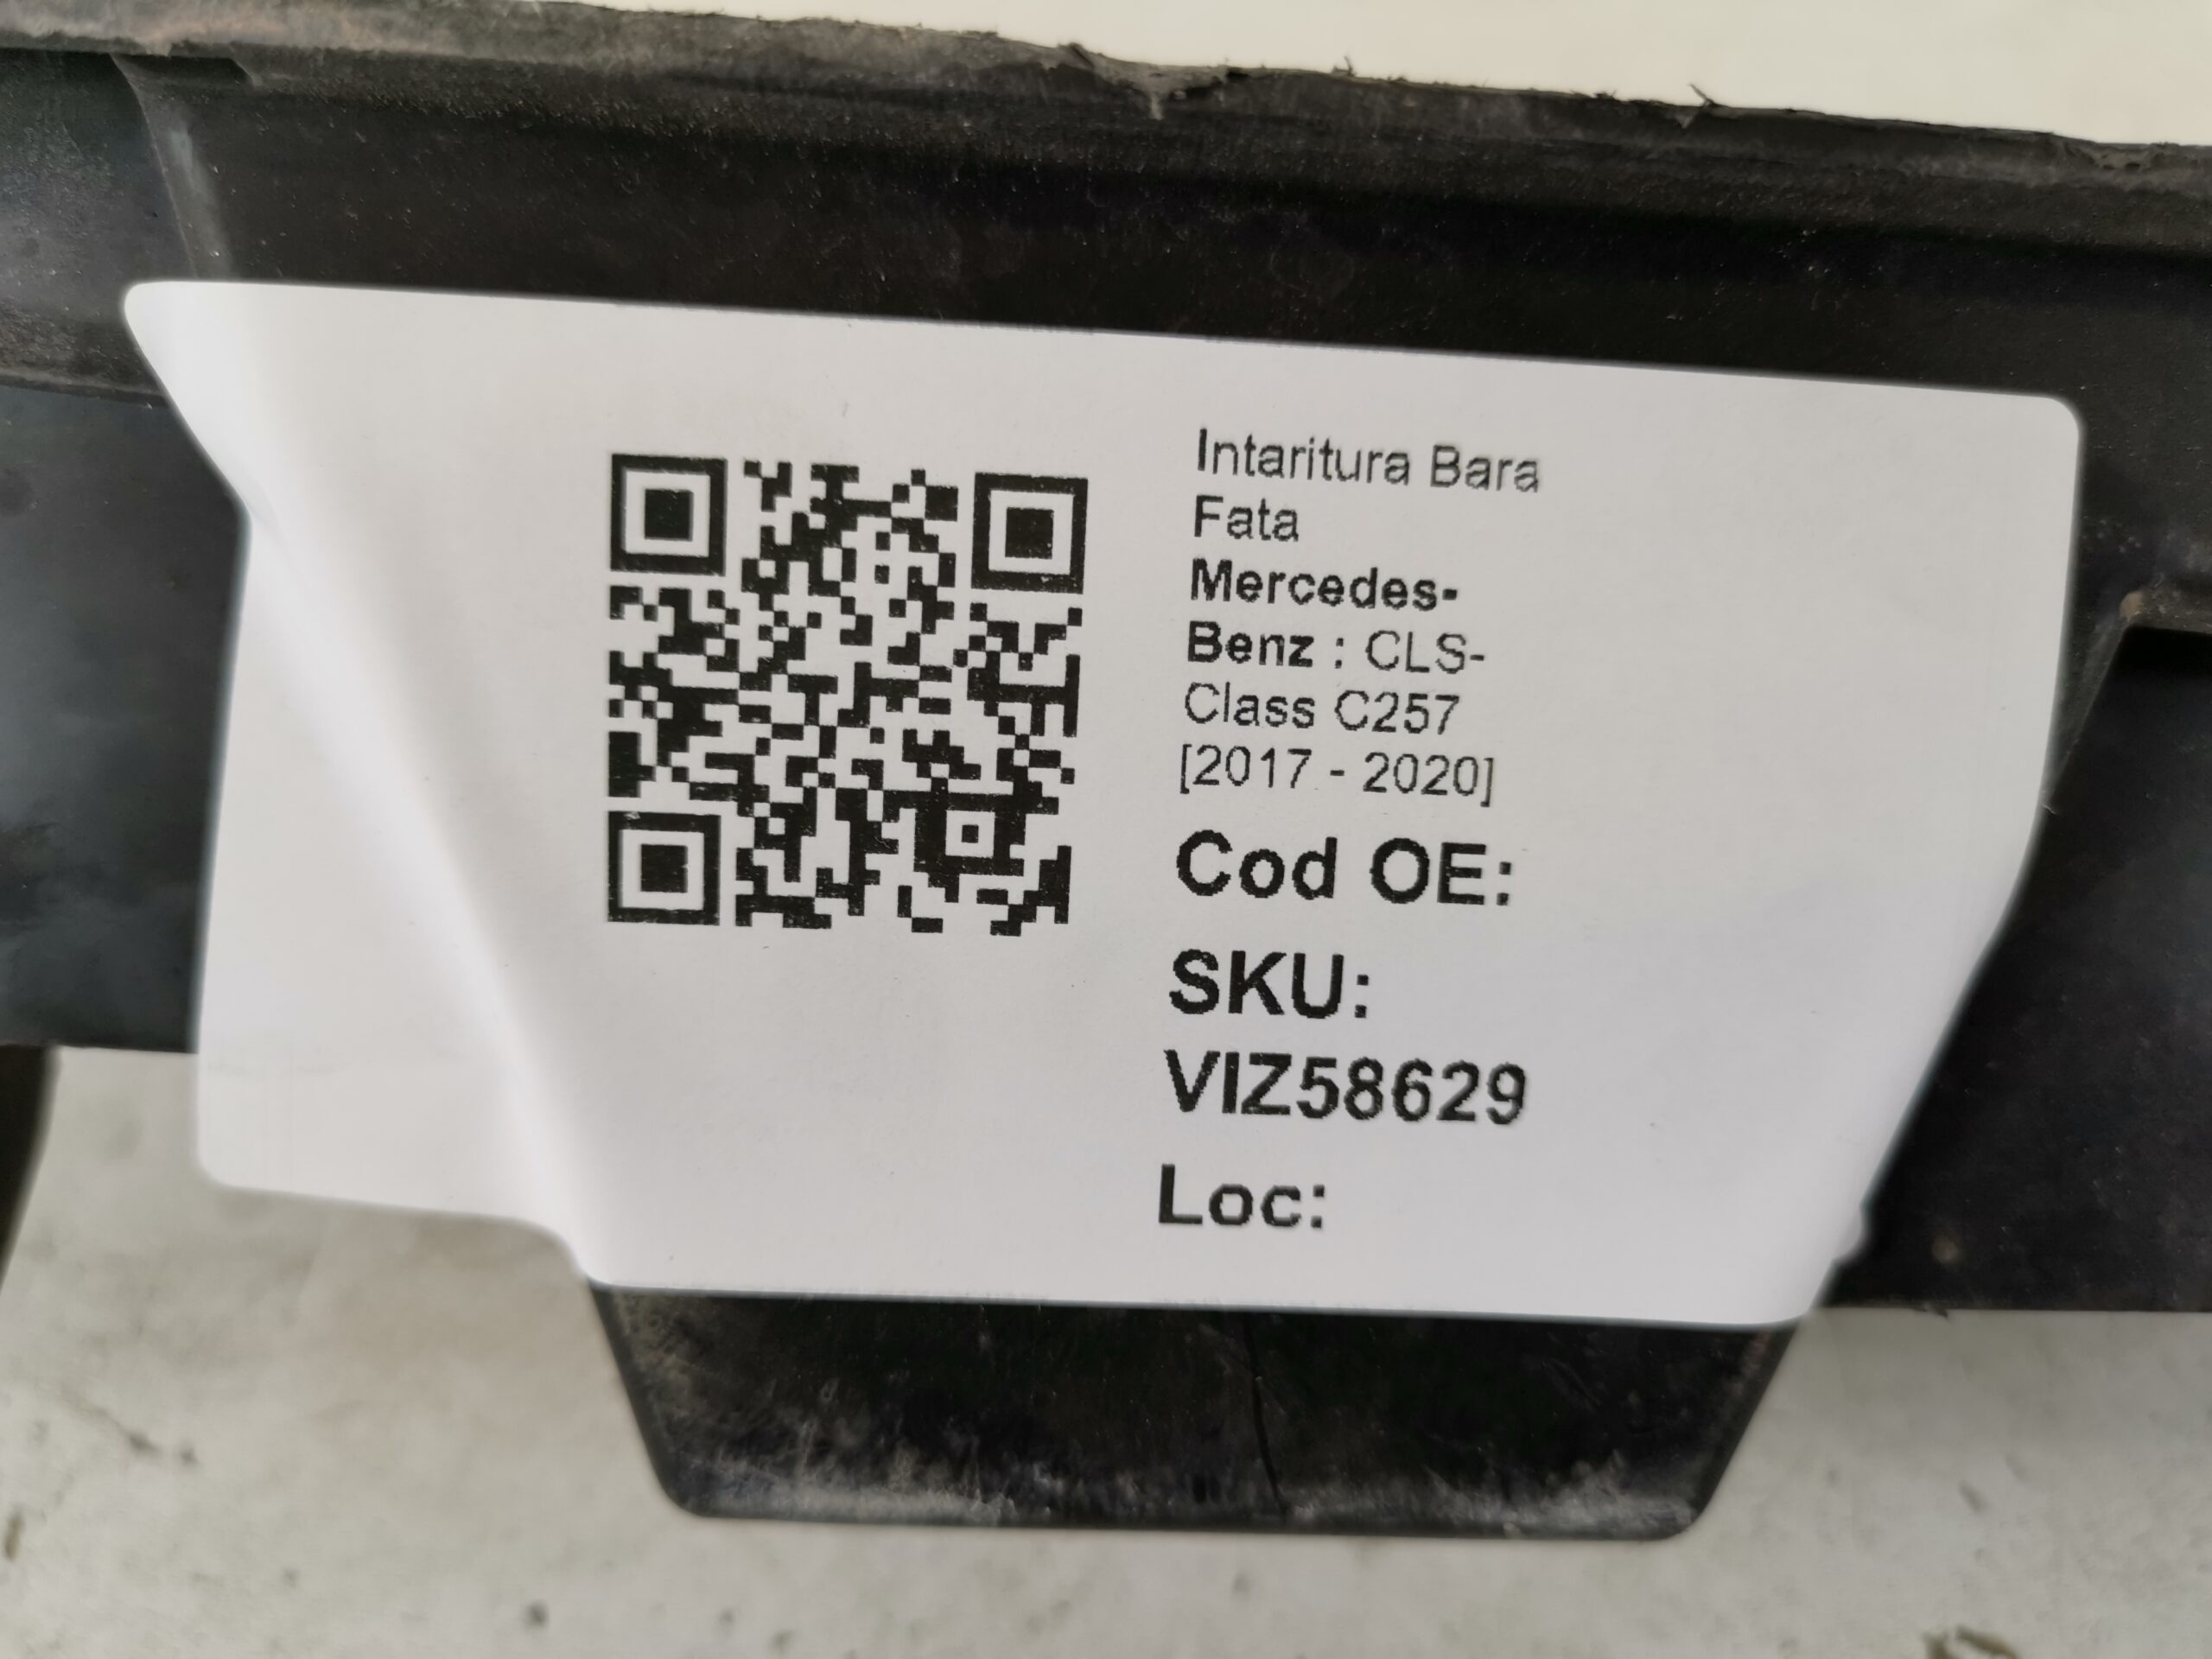 Intaritura Bara
Fata
Mercedes-
Benz : CLS-
Class C257
[2017 - 2020]
Cod OE:
SKU:
VIZ58629
Loc: